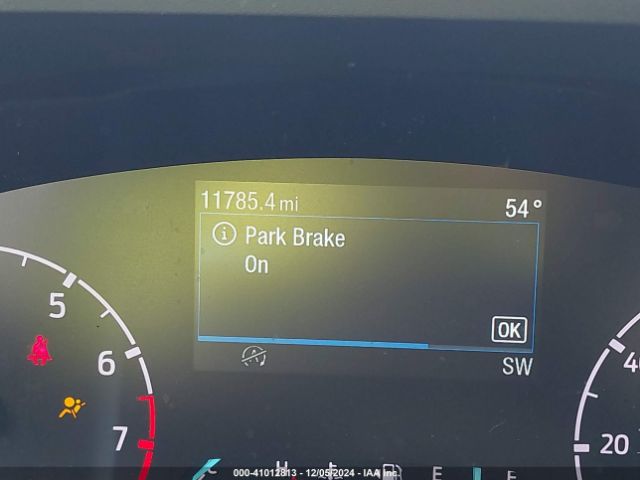 11785.4 mi 54°
Park Brake
On
OK
SW
5
6
7
40
20
H E F
000-41012813 - 12/05/2024 - IAA Inc.